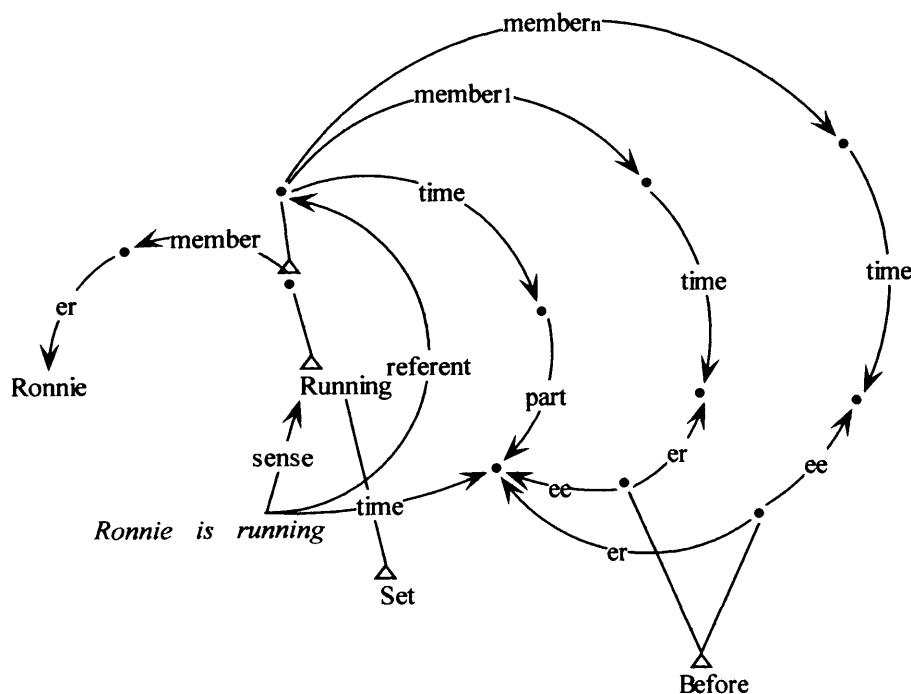 memberₙ
member₁
time
member
time
time
er
referent
Ronnie
Running
part
er
ee
sense
ee
time
Ronnie is running
er
Set
Before